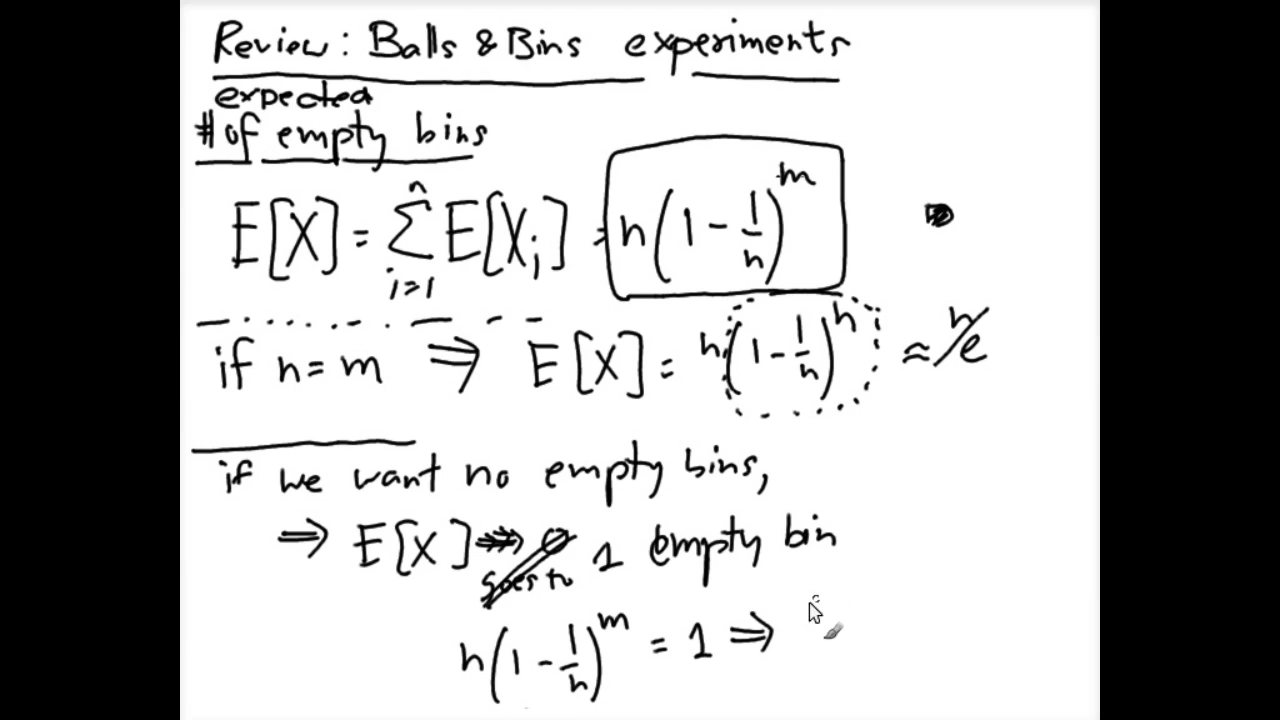 Review: Balls & Bins experiments
expected
# of empty bins
E[X] = ∑_{i=1}^{n} E[X_i] = n(1 - 1/n)^m
if n = m ⇒ E[X] = n(1 - 1/n)^n ≈ n/e
if we want no empty bins,
⇒ E[X] 1 empty bin
goes to
n(1 - 1/n)^m = 1 ⇒